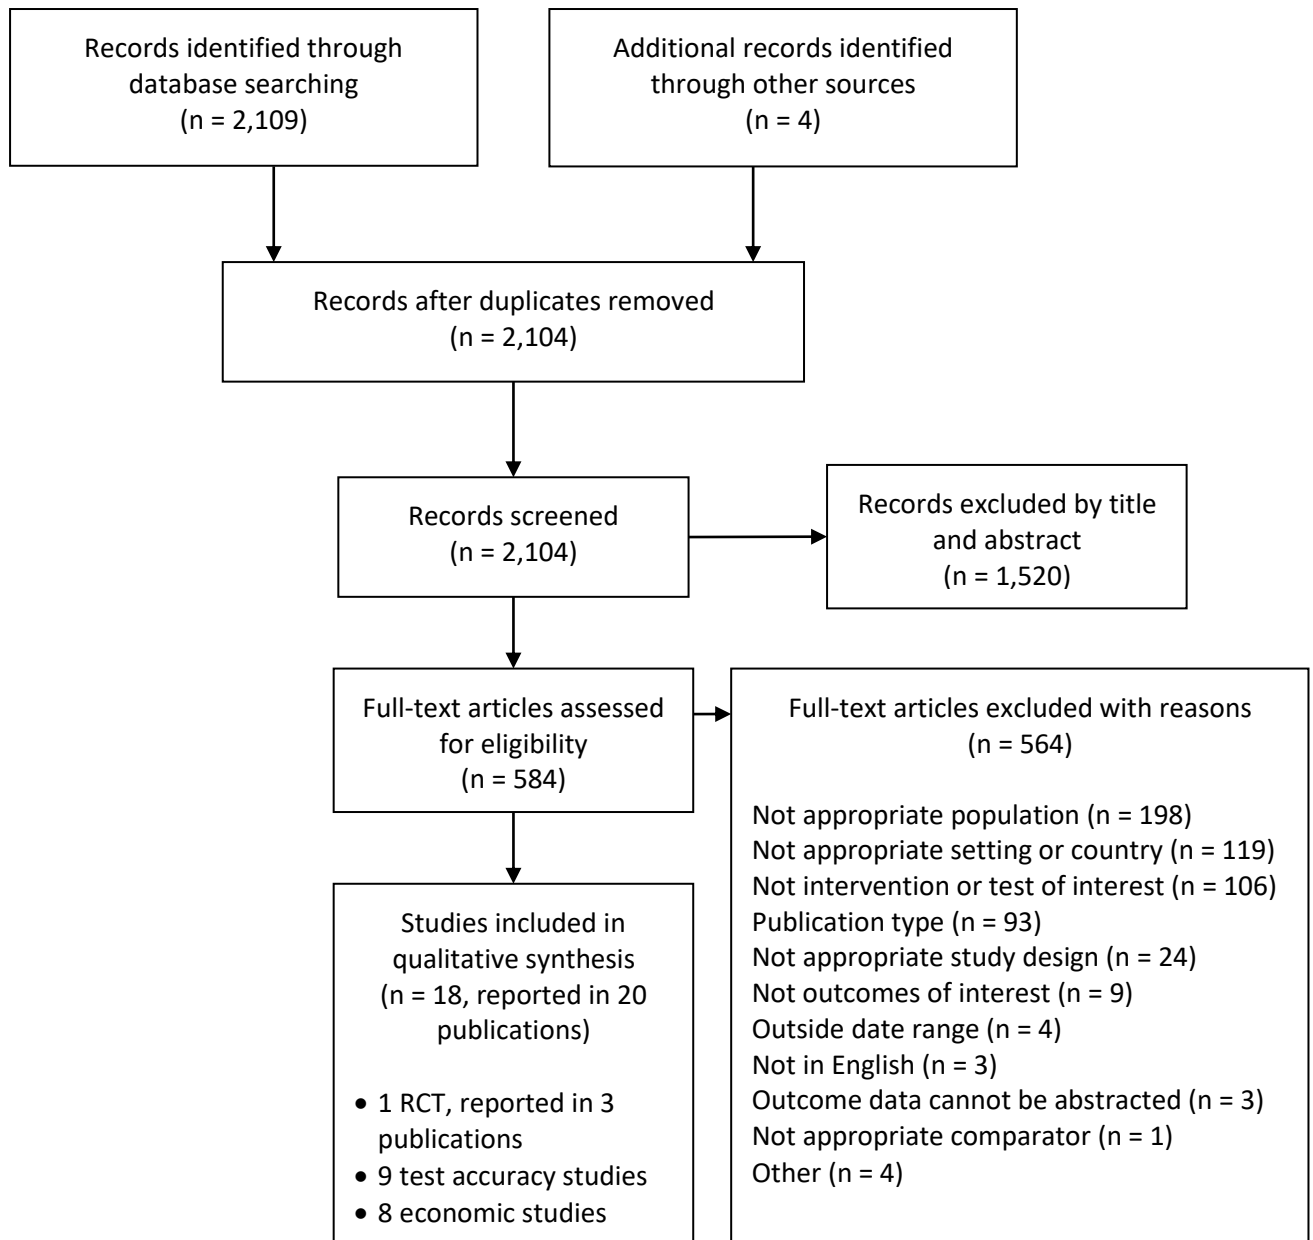 Records identified through
database searching
(n = 2,109)
Additional records identified
through other sources
(n = 4)
Records after duplicates removed
(n = 2,104)
Records screened
(n = 2,104)
Records excluded by title
and abstract
(n = 1,520)
Full-text articles assessed
for eligibility
(n = 584)
Full-text articles excluded with reasons
(n = 564)
Not appropriate population (n = 198)
Not appropriate setting or country (n = 119)
Not intervention or test of interest (n = 106)
Publication type (n = 93)
Not appropriate study design (n = 24)
Not outcomes of interest (n = 9)
Outside date range (n = 4)
Not in English (n = 3)
Outcome data cannot be abstracted (n = 3)
Not appropriate comparator (n = 1)
Other (n = 4)
Studies included in
qualitative synthesis
(n = 18, reported in 20
publications)
• 1 RCT, reported in 3
publications
• 9 test accuracy studies
• 8 economic studies